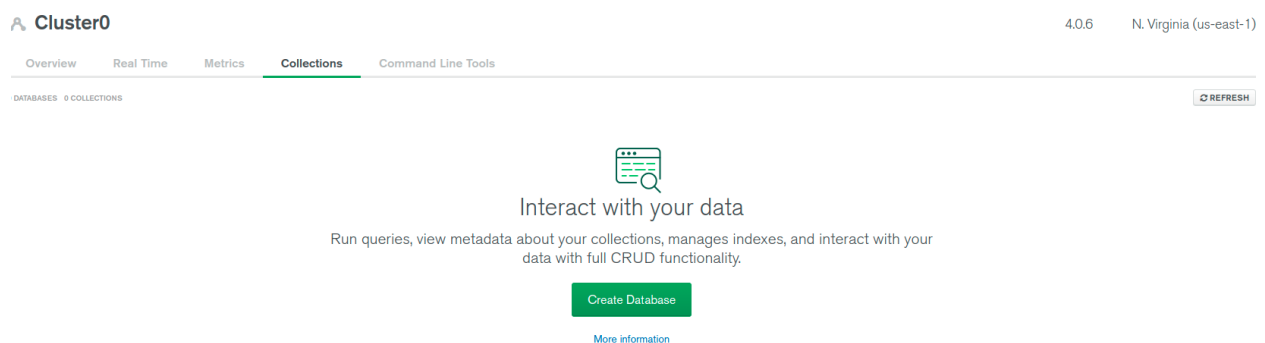 Cluster0
4.0.6 N. Virginia (us-east-1)
Overview Real Time Metrics Collections Command Line Tools
DATABASES 0 COLLECTIONS
REFRESH
Interact with your data
Run queries, view metadata about your collections, manages indexes, and interact with your
data with full CRUD functionality.
Create Database
More information